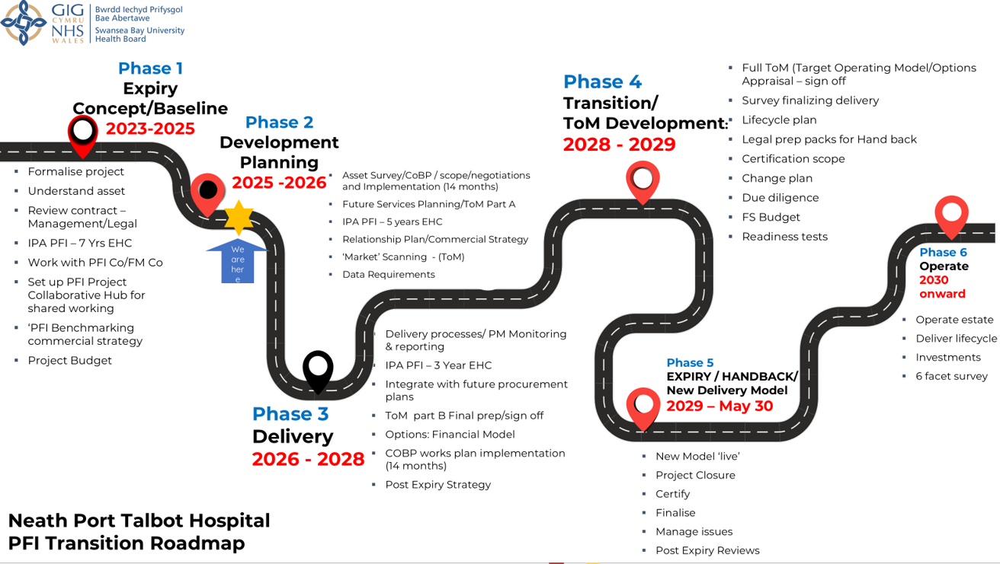 GIG
CYMRU
NHS
WALES
Bwrdd Iechyd Prifysgol
Bae Abertawe
Swansea Bay University
Health Board
Phase 1
Expiry
Concept/Baseline
2023-2025
Formalise project
Understand asset
Review contract –
Management/Legal
IPA PFI – 7 Yrs EHC
Work with PFI Co/FM Co
Set up PFI Project
Collaborative Hub for
shared working
‘PFI Benchmarking
commercial strategy
Project Budget
Phase 2
Development
Planning
2025 -2026
We
are
her
e
Asset Survey/CoBP / scope/negotiations
and Implementation (14 months)
Future Services Planning/ToM Part A
IPA PFI – 5 years EHC
Relationship Plan/Commercial Strategy
‘Market’ Scanning - (ToM)
Data Requirements
Phase 3
Delivery
2026 - 2028
Delivery processes/ PM Monitoring
& reporting
IPA PFI – 3 Year EHC
Integrate with future procurement
plans
ToM part B Final prep/sign off
Options: Financial Model
COBP works plan implementation
(14 months)
Post Expiry Strategy
Phase 4
Transition/
ToM Development:
2028 - 2029
Full ToM (Target Operating Model/Options
Appraisal – sign off
Survey finalizing delivery
Lifecycle plan
Legal prep packs for Hand back
Certification scope
Change plan
Due diligence
FS Budget
Readiness tests
Phase 5
EXPIRY / HANDBACK/
New Delivery Model
2029 – May 30
New Model ‘live’
Project Closure
Certify
Finalise
Manage issues
Post Expiry Reviews
Phase 6
Operate
2030
onward
Operate estate
Deliver lifecycle
Investments
6 facet survey
Neath Port Talbot Hospital
PFI Transition Roadmap